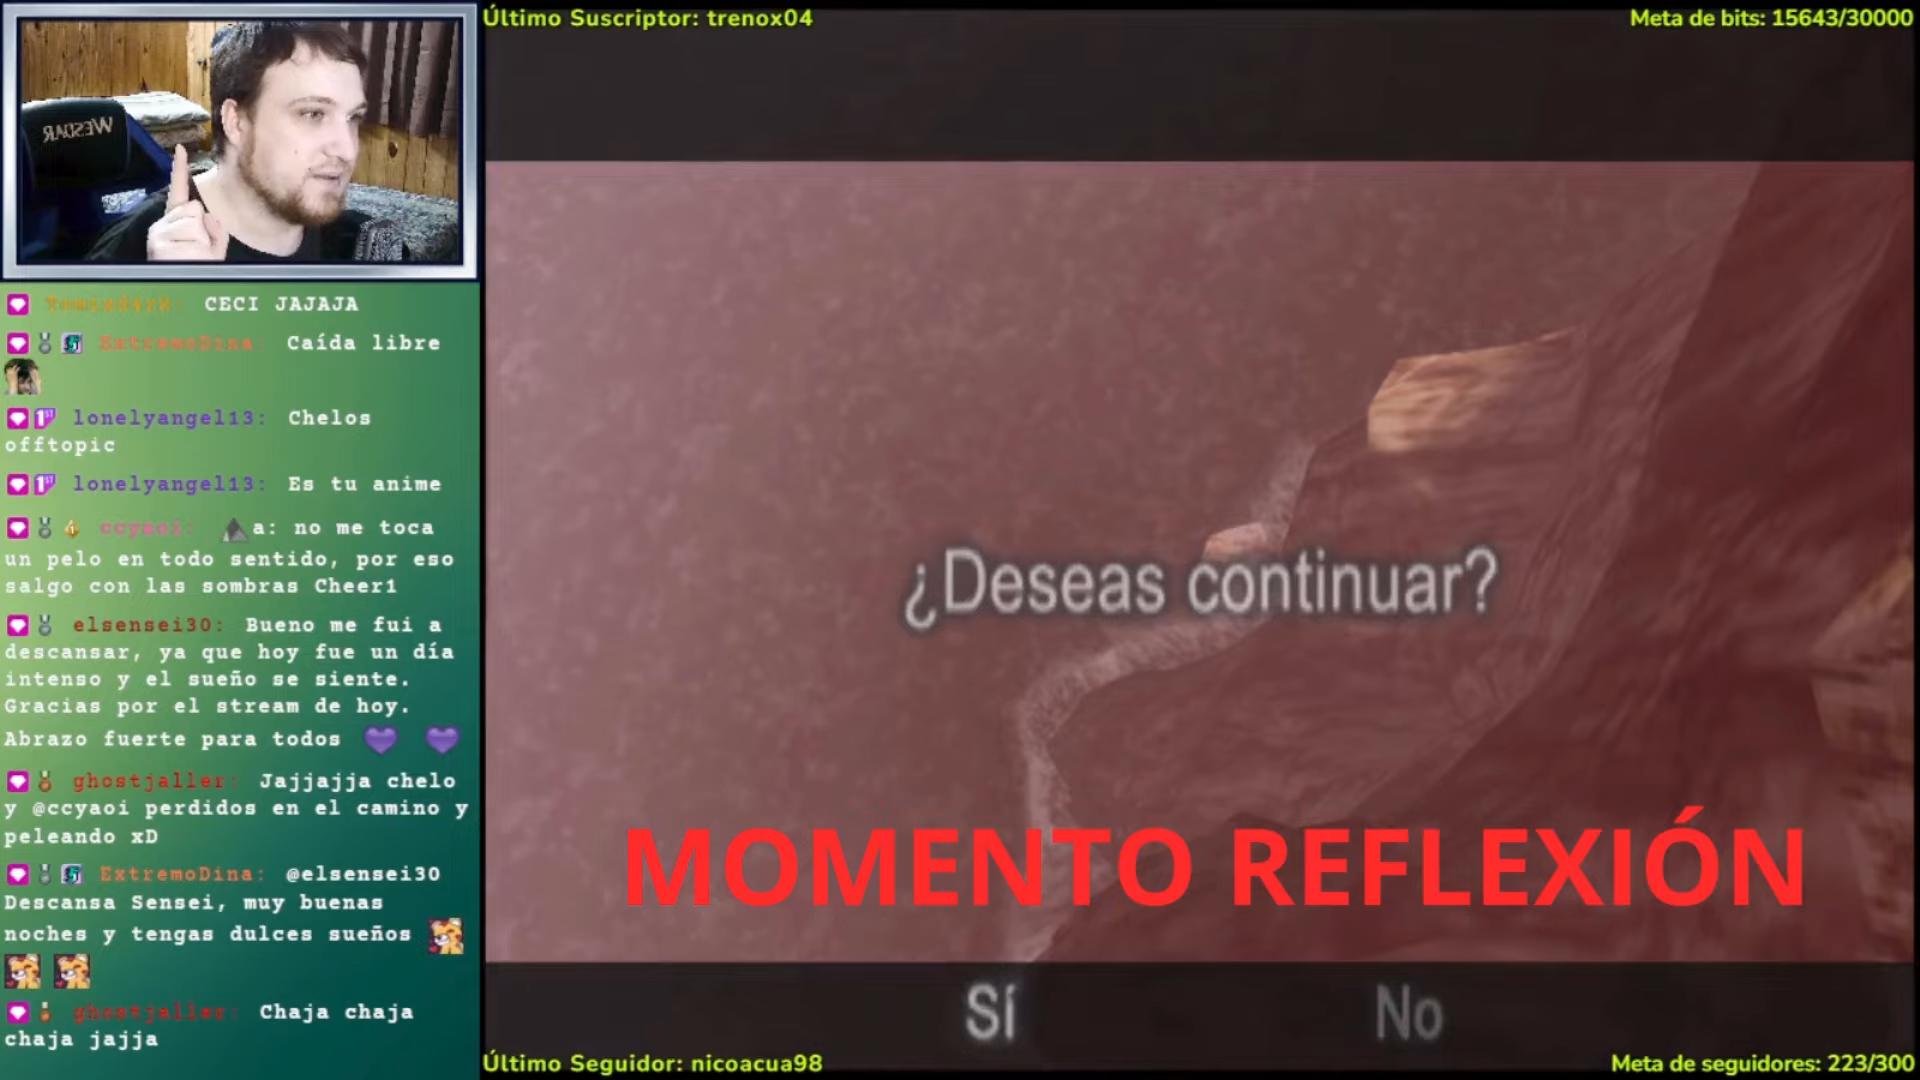 Último Suscriptor: trenox04
Meta de bits: 15643/30000
WESDAR
CECI JAJAJA
ExtremoDina: Caída libre
lonelyangel13: Chelos
offtopic
lonelyangel13: Es tu anime
ccyaoi: a: no me toca
un pelo en todo sentido, por eso
salgo con las sombras Cheer1
elsensei30: Bueno me fui a
descansar, ya que hoy fue un día
intenso y el sueño se siente.
Gracias por el stream de hoy.
Abrazo fuerte para todos
ghostjaller: Jajjajja chelo
y @ccyaoi perdidos en el camino y
peleando xD
ExtremoDina: @elsensei30
Descansa Sensei, muy buenas
noches y tengas dulces sueños
ghostjaller: Chaja chaja
chaja jajja
¿Deseas continuar?
MOMENTO REFLEXIÓN
Sí No
Último Seguidor: nicoacua98
Meta de seguidores: 223/300